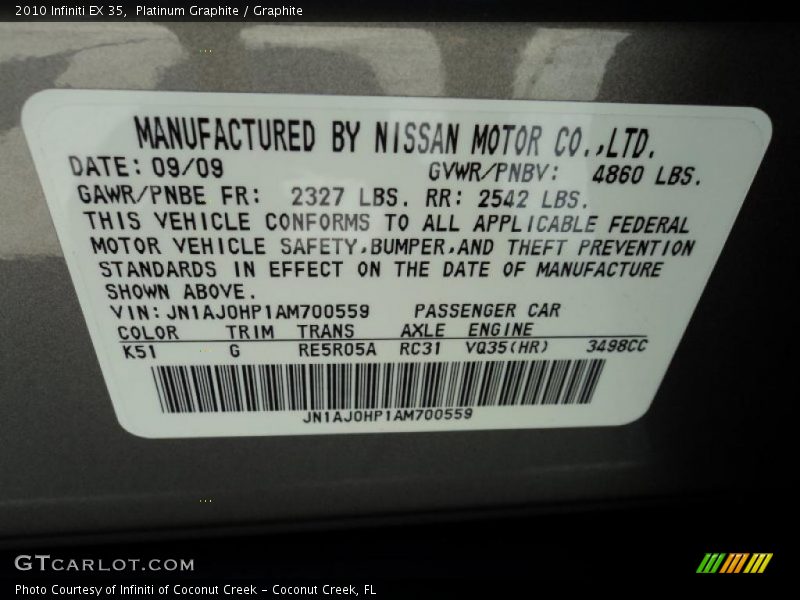 2010 Infiniti EX 35, Platinum Graphite / Graphite
MANUFACTURED BY NISSAN MOTOR CO.,LTD.
DATE: 09/09 GVWR/PNBV: 4860 LBS.
GAWR/PNBE FR: 2327 LBS. RR: 2542 LBS.
THIS VEHICLE CONFORMS TO ALL APPLICABLE FEDERAL
MOTOR VEHICLE SAFETY,BUMPER,AND THEFT PREVENTION
STANDARDS IN EFFECT ON THE DATE OF MANUFACTURE
SHOWN ABOVE.
VIN: JN1AJ0HP1AM700559 PASSENGER CAR
COLOR TRIM TRANS AXLE ENGINE
K51 G RE5R05A RC31 VQ35(HR) 3498CC
JN1AJ0HP1AM700559
GTCARLOT.COM
Photo Courtesy of Infiniti of Coconut Creek - Coconut Creek, FL